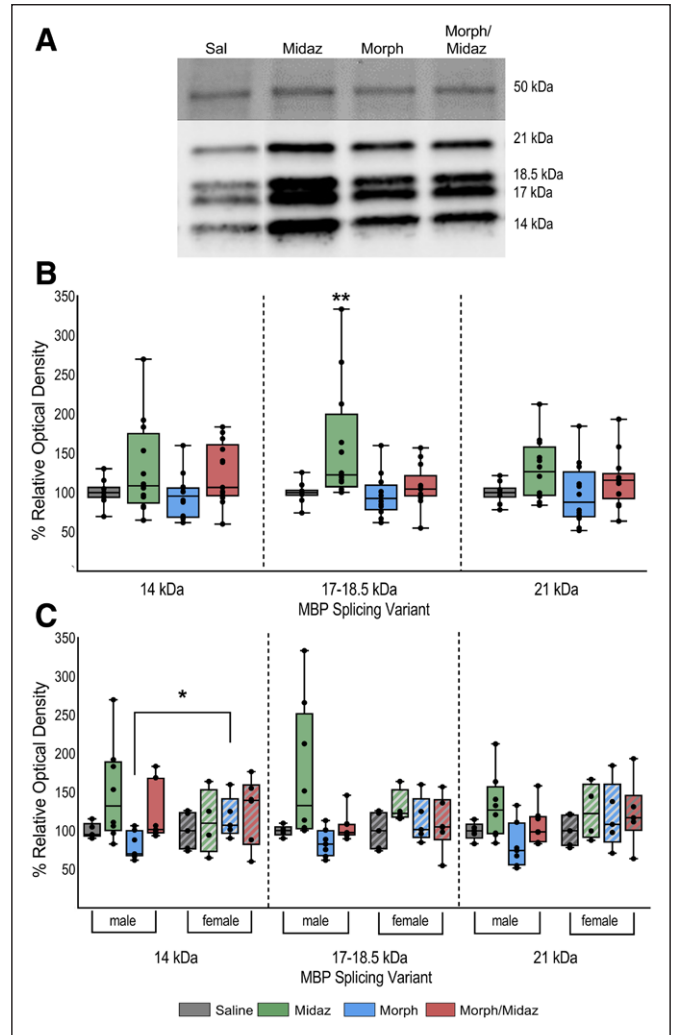 A
Sal Midaz Morph Morph/
Midaz
50 kDa
21 kDa
18.5 kDa
17 kDa
14 kDa
B
350
300
250
200
150
100
50
% Relative Optical Density
**
14 kDa 17-18.5 kDa 21 kDa
MBP Splicing Variant
C
350
300
250
200
150
100
50
% Relative Optical Density
*
male female male female male female
14 kDa 17-18.5 kDa 21 kDa
MBP Splicing Variant
Saline Midaz Morph Morph/Midaz